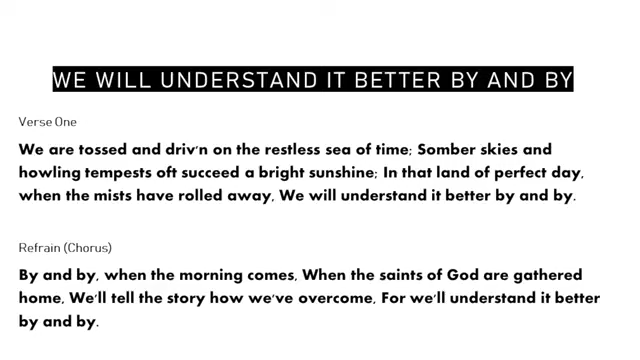 WE WILL UNDERSTAND IT BETTER BY AND BY
Verse One
We are tossed and driv'n on the restless sea of time; Somber skies and
howling tempests oft succeed a bright sunshine; In that land of perfect day,
when the mists have rolled away, We will understand it better by and by.
Refrain (Chorus)
By and by, when the morning comes, When the saints of God are gathered
home, We'll tell the story how we've overcome, For we'll understand it better
by and by.